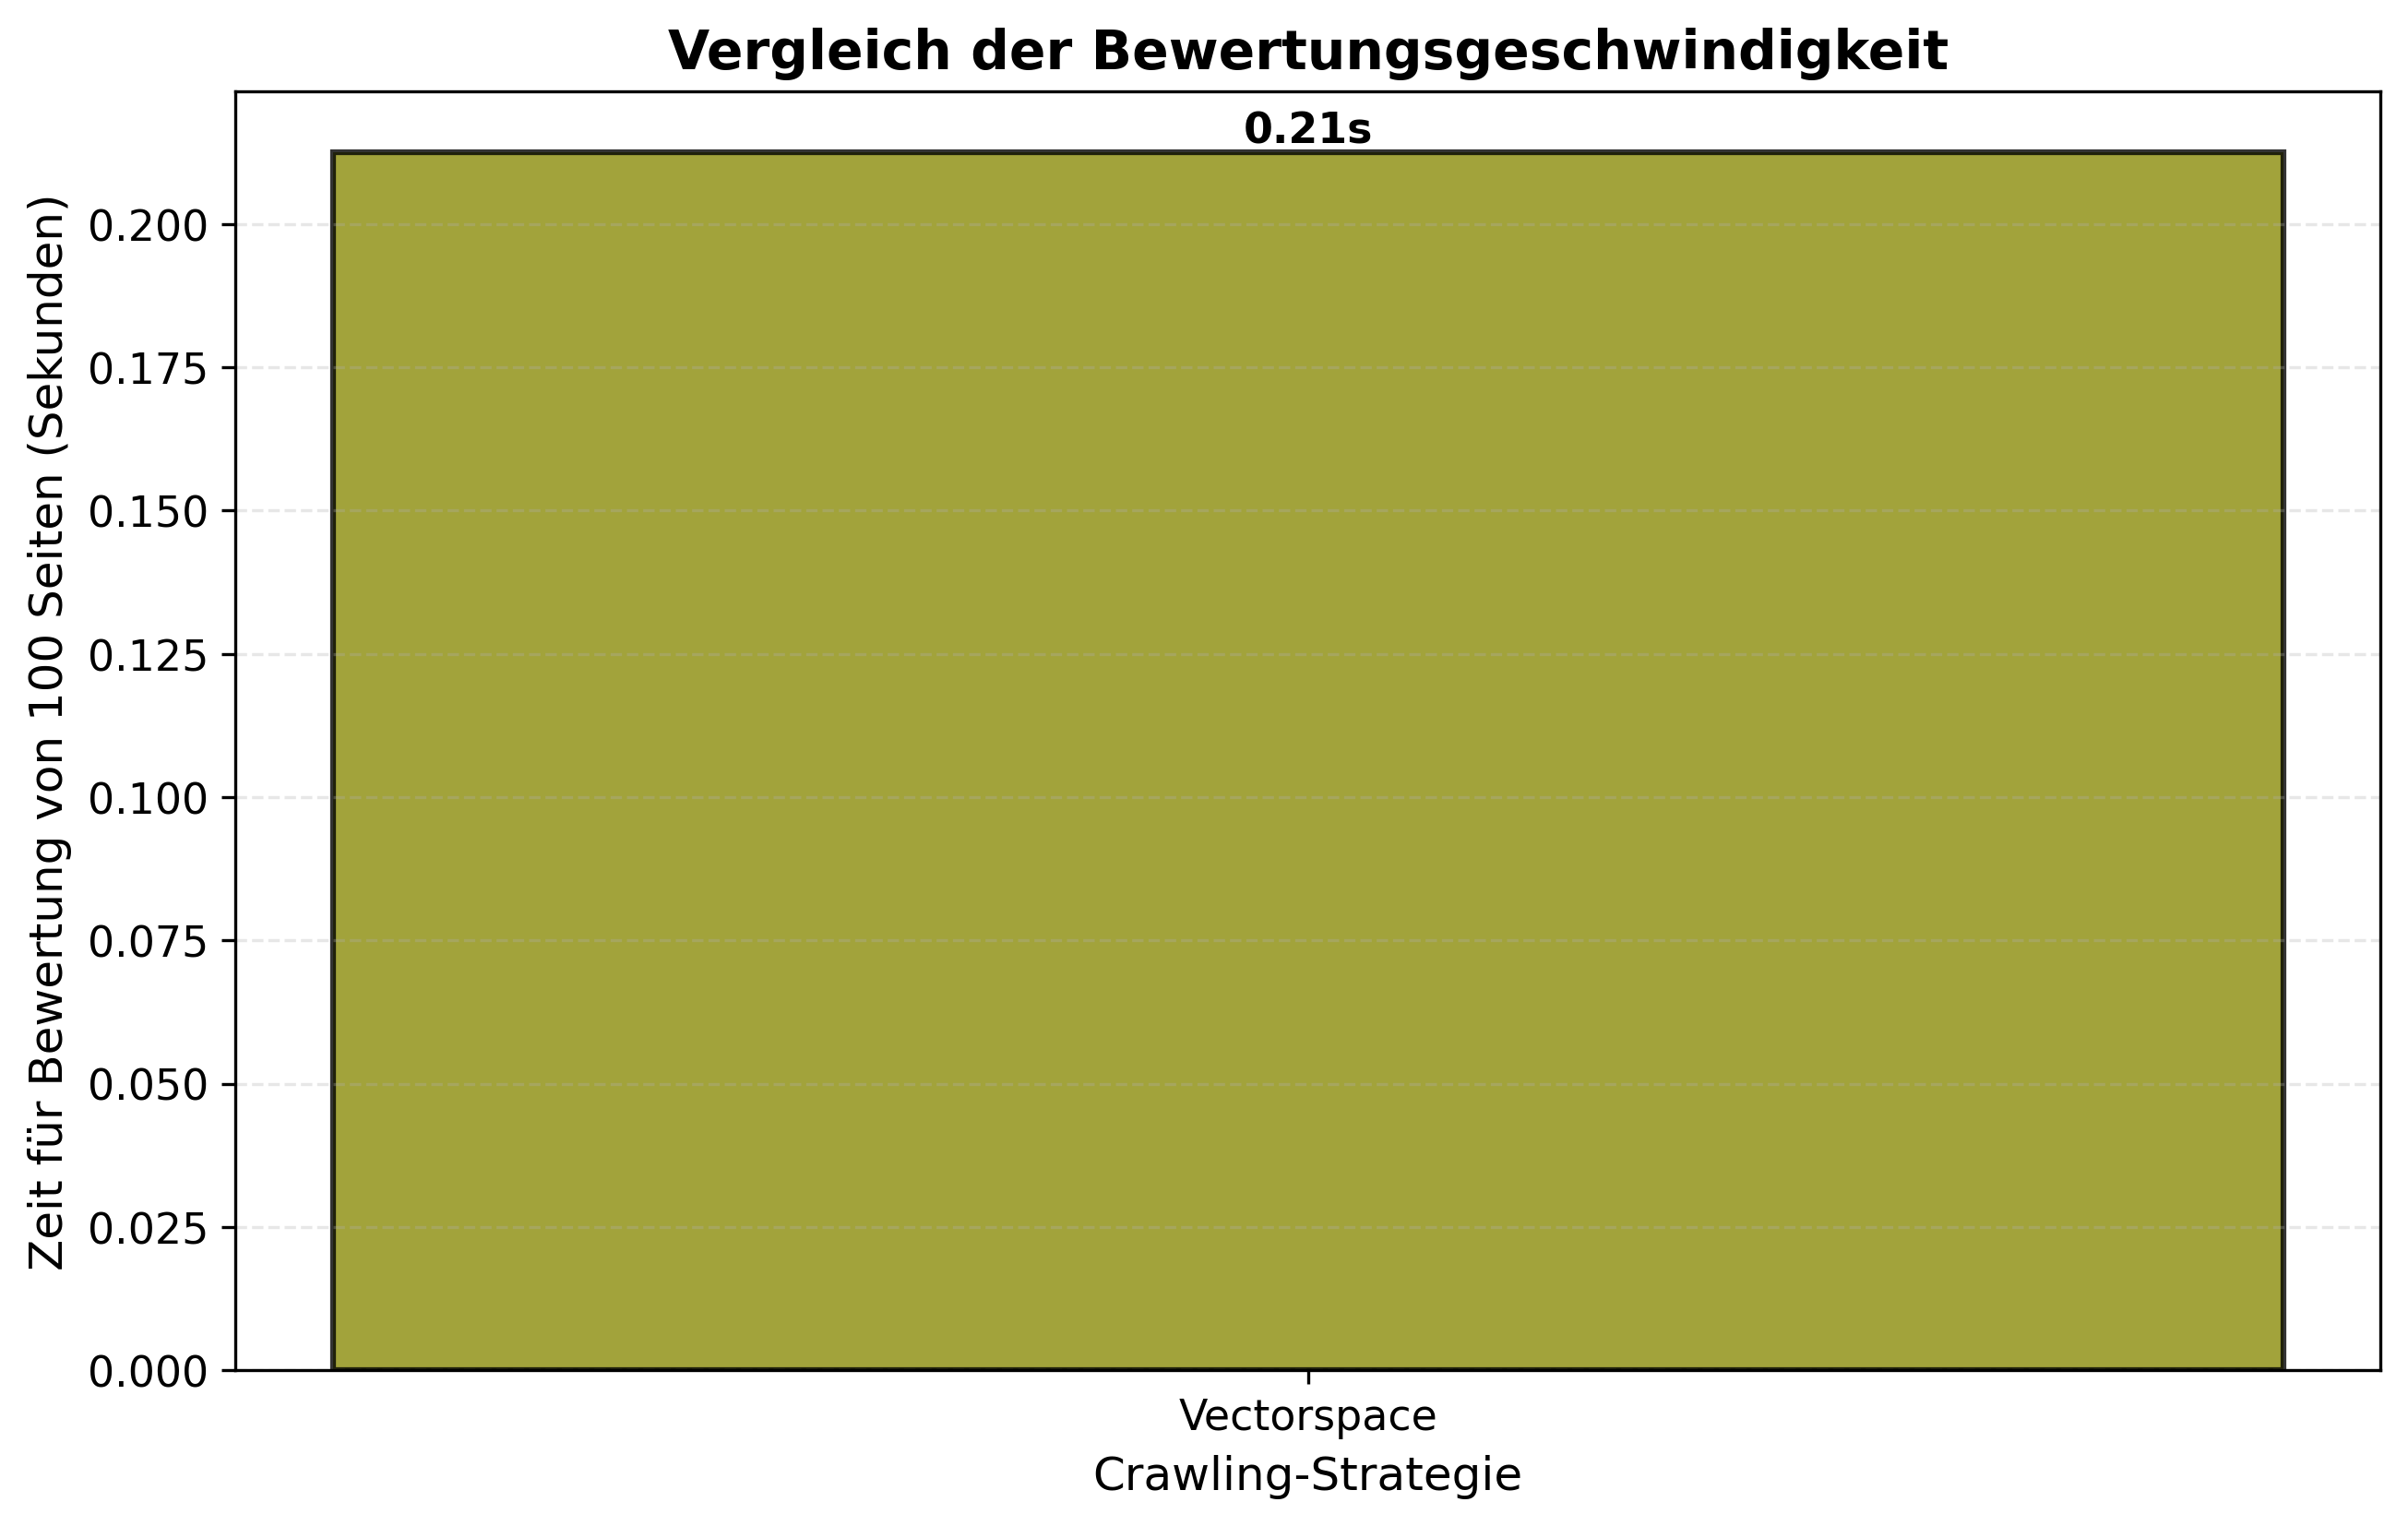 Vergleich der Bewertungsgeschwindigkeit
0.21s
Zeit für Bewertung von 100 Seiten (Sekunden)
0.200
0.175
0.150
0.125
0.100
0.075
0.050
0.025
0.000
Vectorspace
Crawling-Strategie